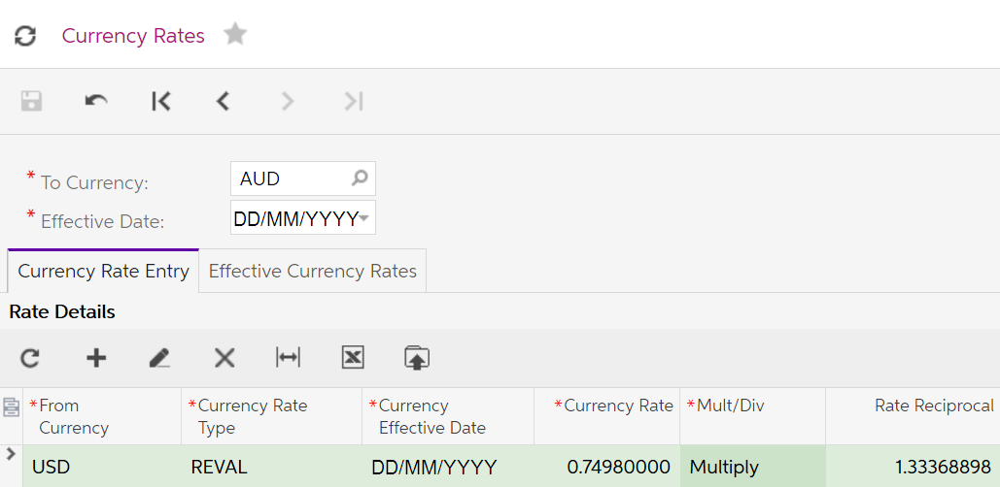 Currency Rates
* To Currency: AUD
* Effective Date: DD/MM/YYYY
Currency Rate Entry Effective Currency Rates
Rate Details
*From Currency *Currency Rate Type *Currency Effective Date *Currency Rate *Mult/Div Rate Reciprocal
USD REVAL DD/MM/YYYY 0.74980000 Multiply 1.33368898